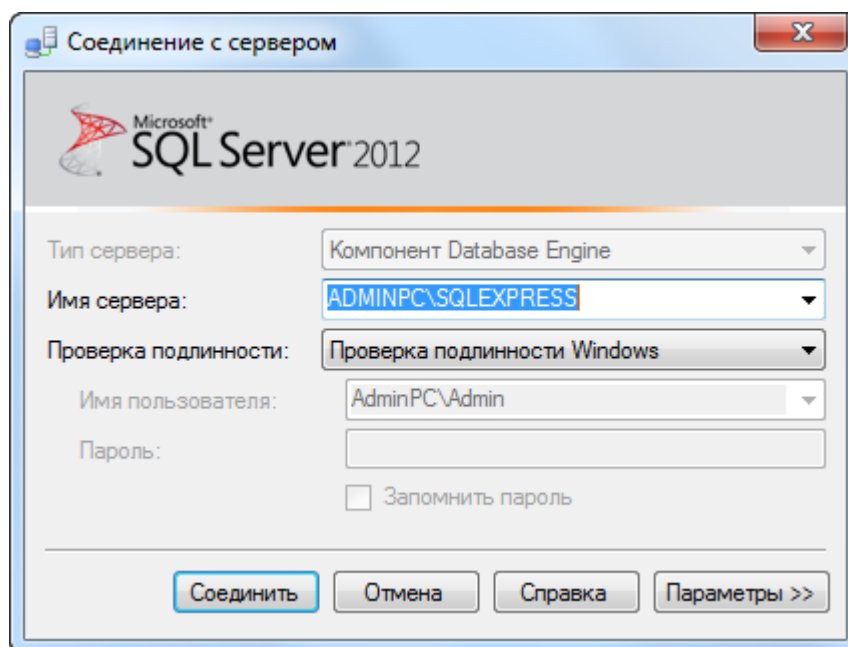 Соединение с сервером
Microsoft
SQL Server 2012
Тип сервера: Компонент Database Engine
Имя сервера: ADMINPC\SQLEXPRESS
Проверка подлинности: Проверка подлинности Windows
Имя пользователя: AdminPC\Admin
Пароль:
Запомнить пароль
Соединить Отмена Справка Параметры >>